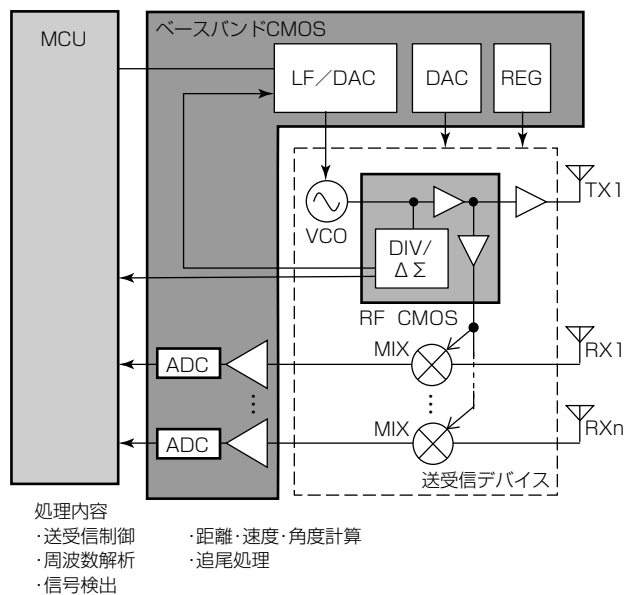 MCU
ベースバンドCMOS
LF／DAC
DAC
REG
VCO
DIV/
ΔΣ
RF CMOS
TX1
MIX
RX1
ADC
MIX
RXn
ADC
送受信デバイス
処理内容
・送受信制御
・周波数解析
・信号検出
・距離・速度・角度計算
・追尾処理